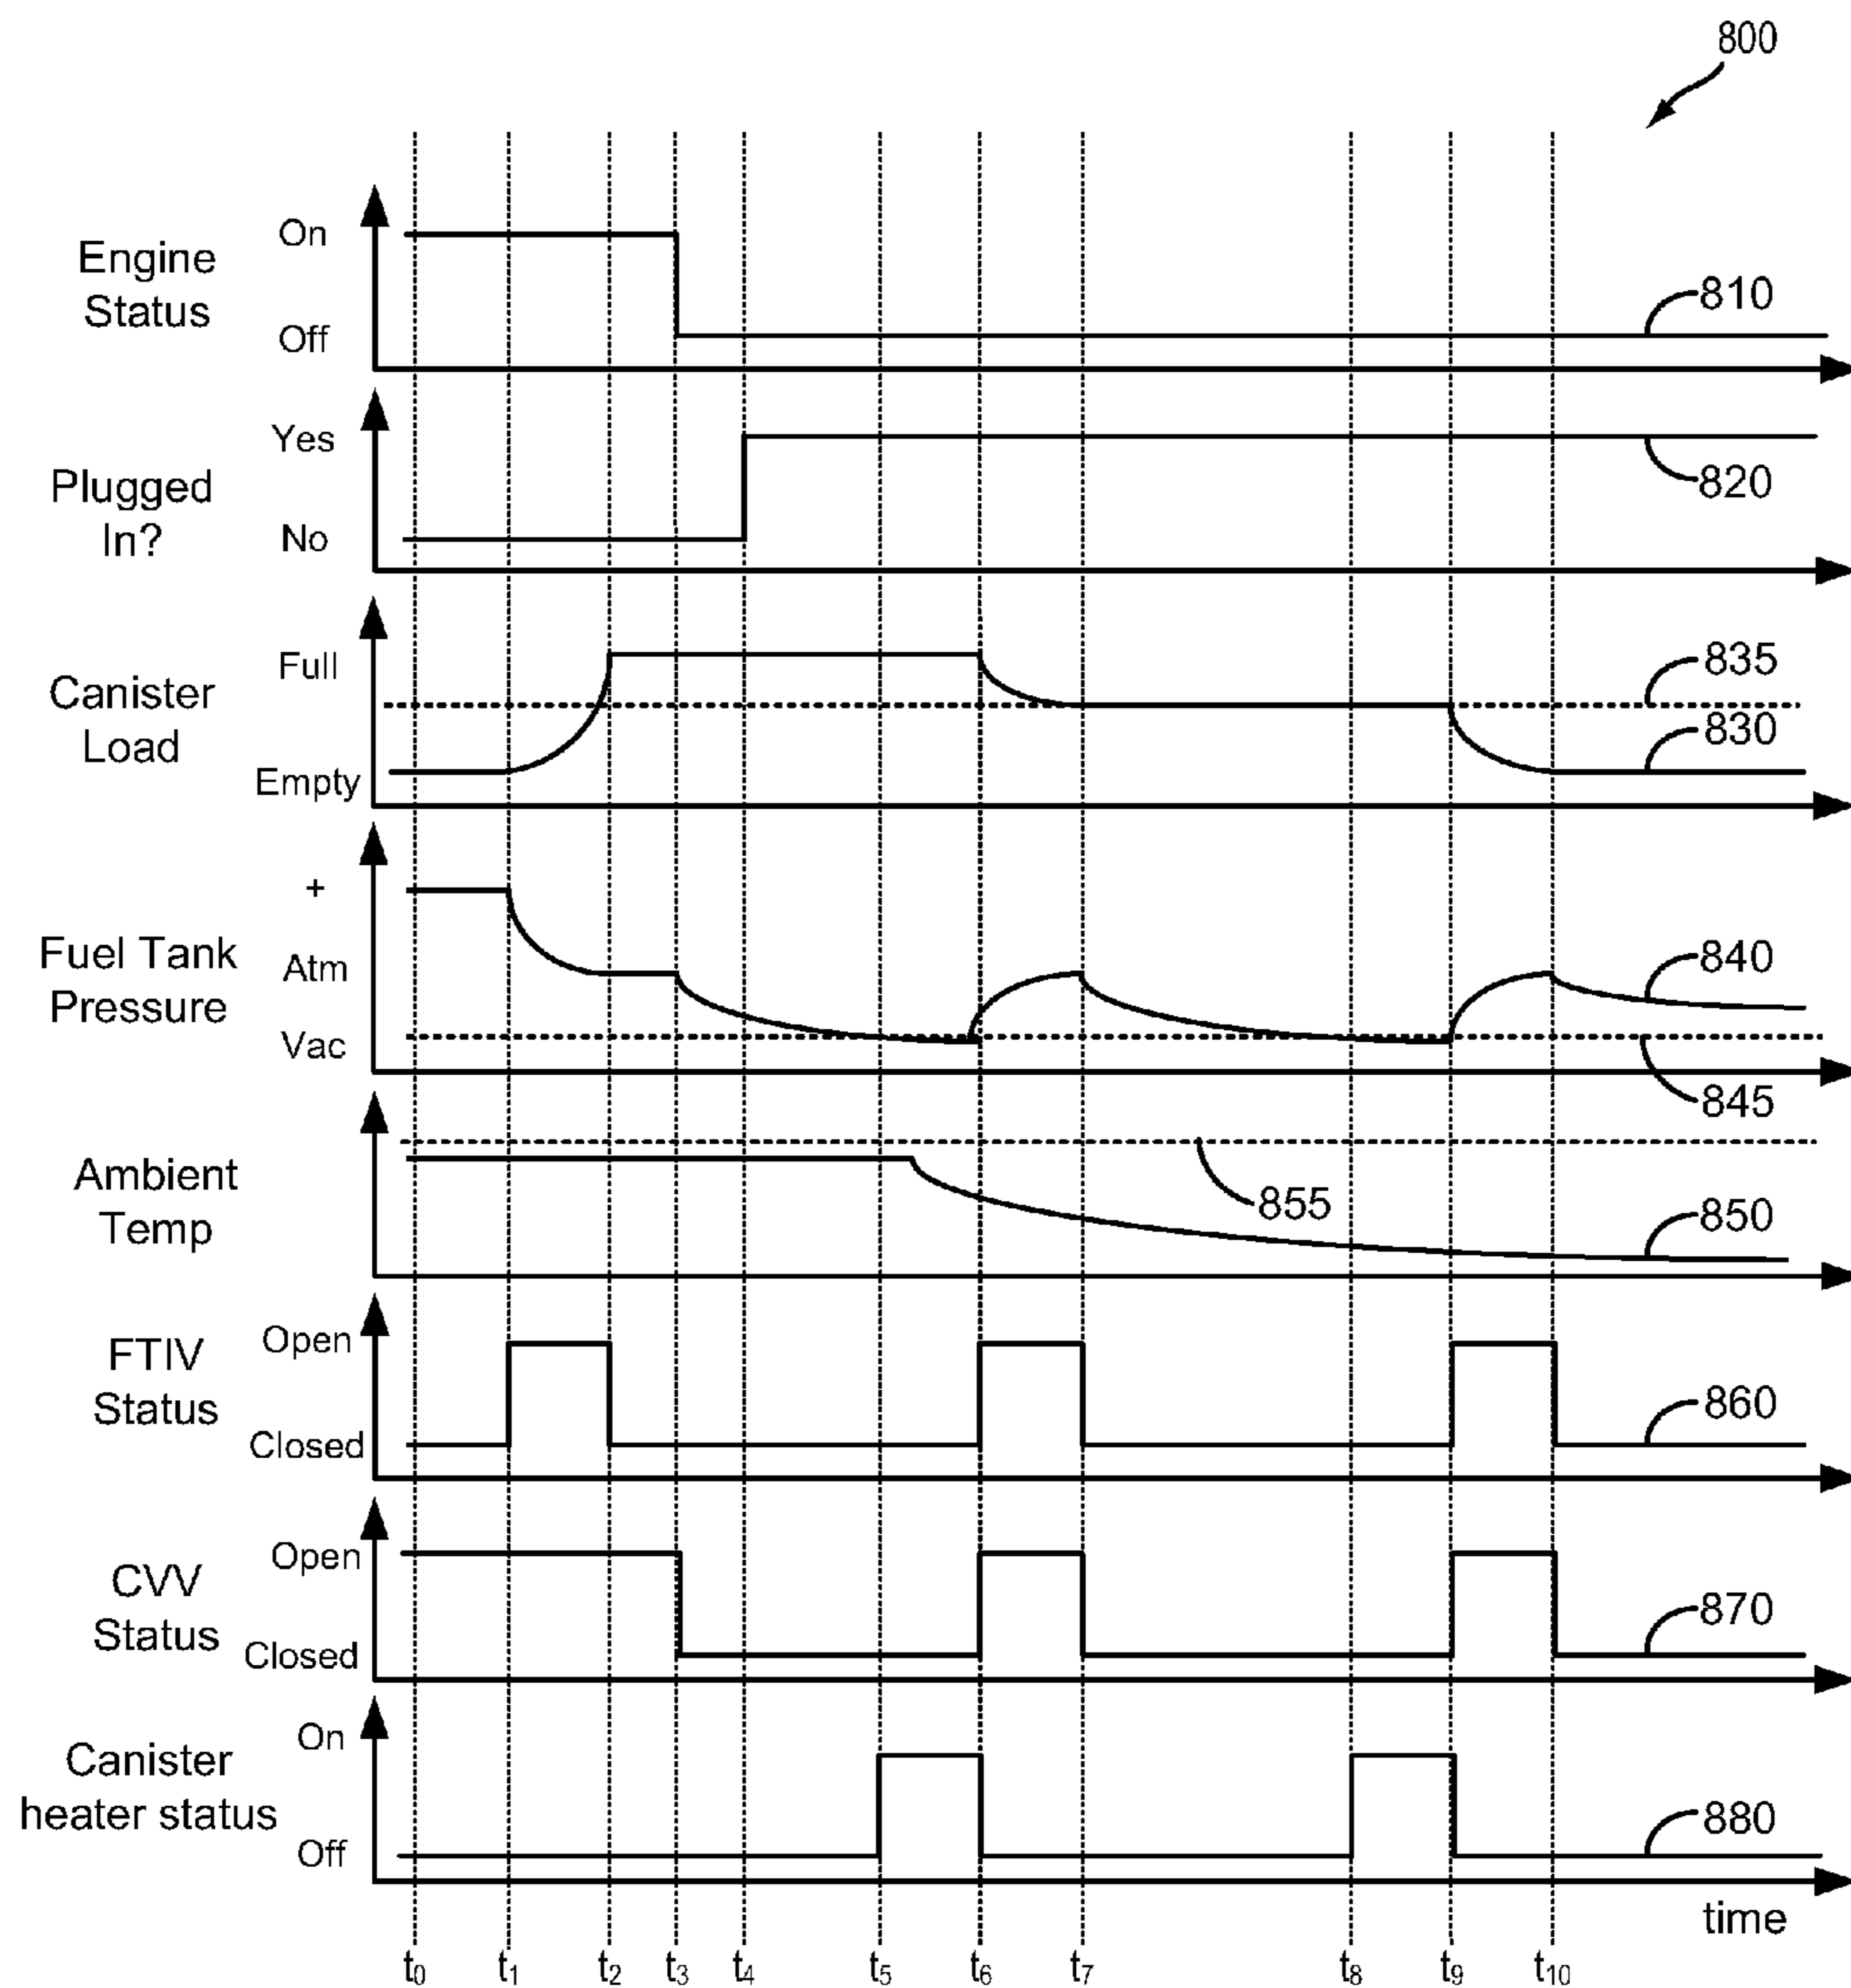 800
Engine
Status
On
Off
810
Plugged
In?
Yes
No
820
Canister
Load
Full
Empty
835
830
Fuel Tank
Pressure
+
Atm
Vac
840
845
Ambient
Temp
855
850
FTIV
Status
Open
Closed
860
CVV
Status
Open
Closed
870
Canister
heater status
On
Off
880
time
t₀ t₁ t₂ t₃ t₄ t₅ t₆ t₇ t₈ t₉ t₁₀